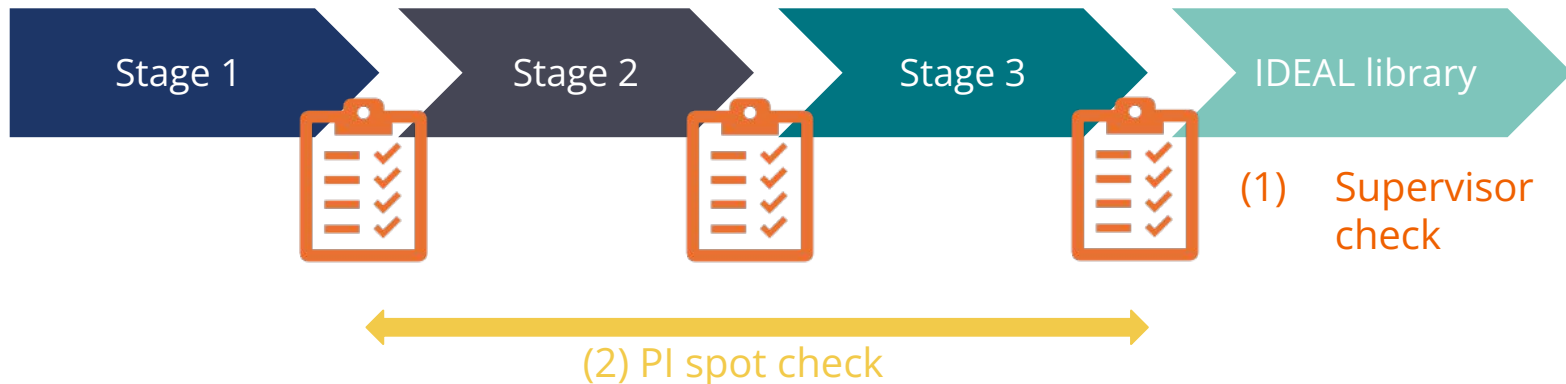 Stage 1
Stage 2
Stage 3
IDEAL library
(1) Supervisor
check
(2) PI spot check